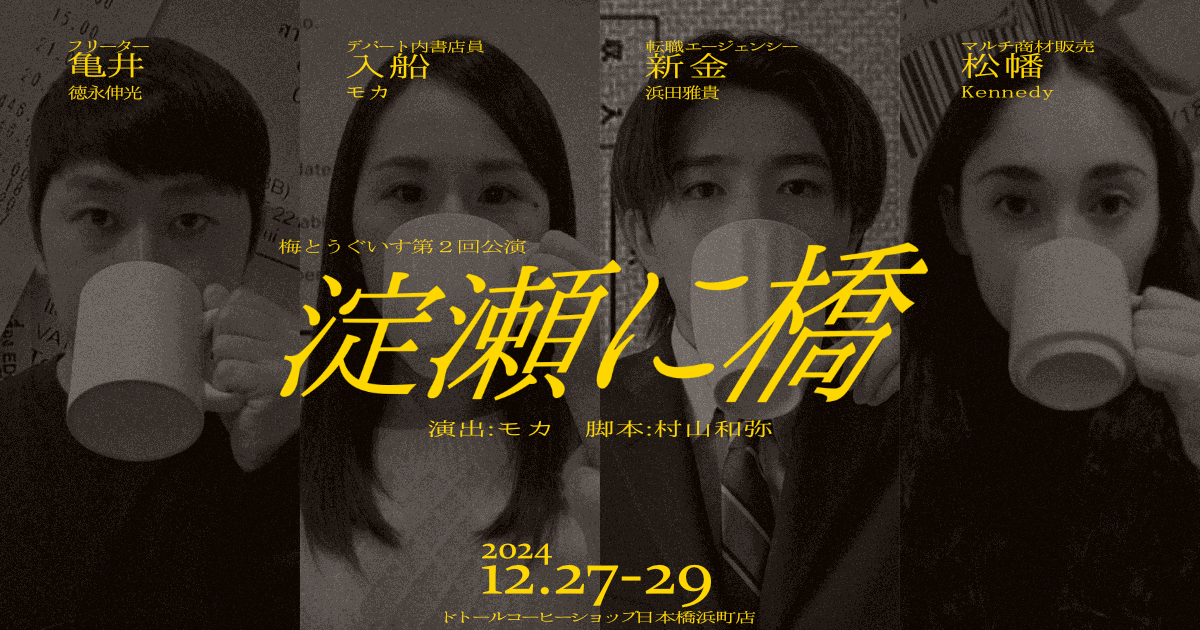 フリーター
亀井
徳永伸光
デパート内書店員
入船
モカ
転職エージェンシー
新金
浜田雅貴
マルチ商材販売
松幡
Kennedy
梅とうぐいす第2回公演
淀瀬に橋
演出:モカ 脚本:村山和弥
2024
12.27-29
ドトールコーヒーショップ日本橋浜町店